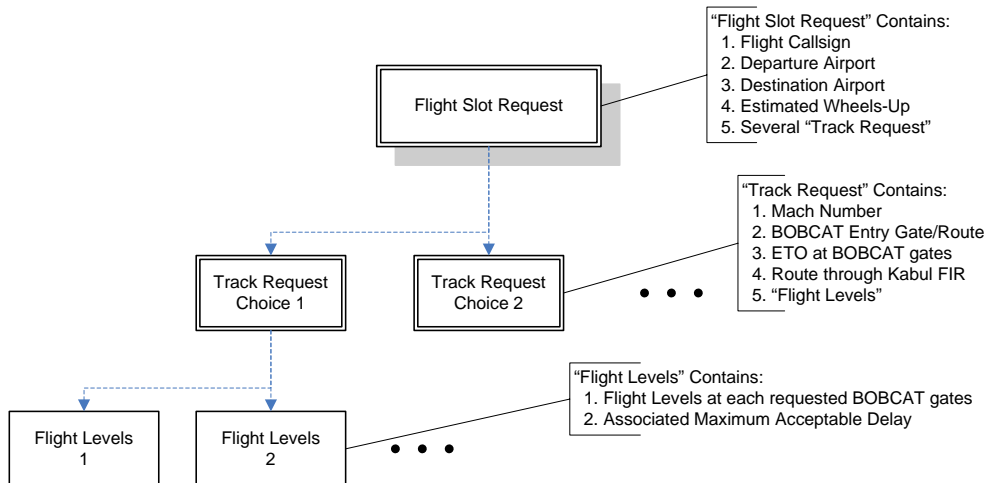 “Flight Slot Request” Contains:
1. Flight Callsign
2. Departure Airport
3. Destination Airport
4. Estimated Wheels-Up
5. Several “Track Request”
Flight Slot Request
“Track Request” Contains:
1. Mach Number
2. BOBCAT Entry Gate/Route
3. ETO at BOBCAT gates
4. Route through Kabul FIR
5. “Flight Levels”
Track Request
Choice 1
Track Request
Choice 2
“Flight Levels” Contains:
1. Flight Levels at each requested BOBCAT gates
2. Associated Maximum Acceptable Delay
Flight Levels
1
Flight Levels
2